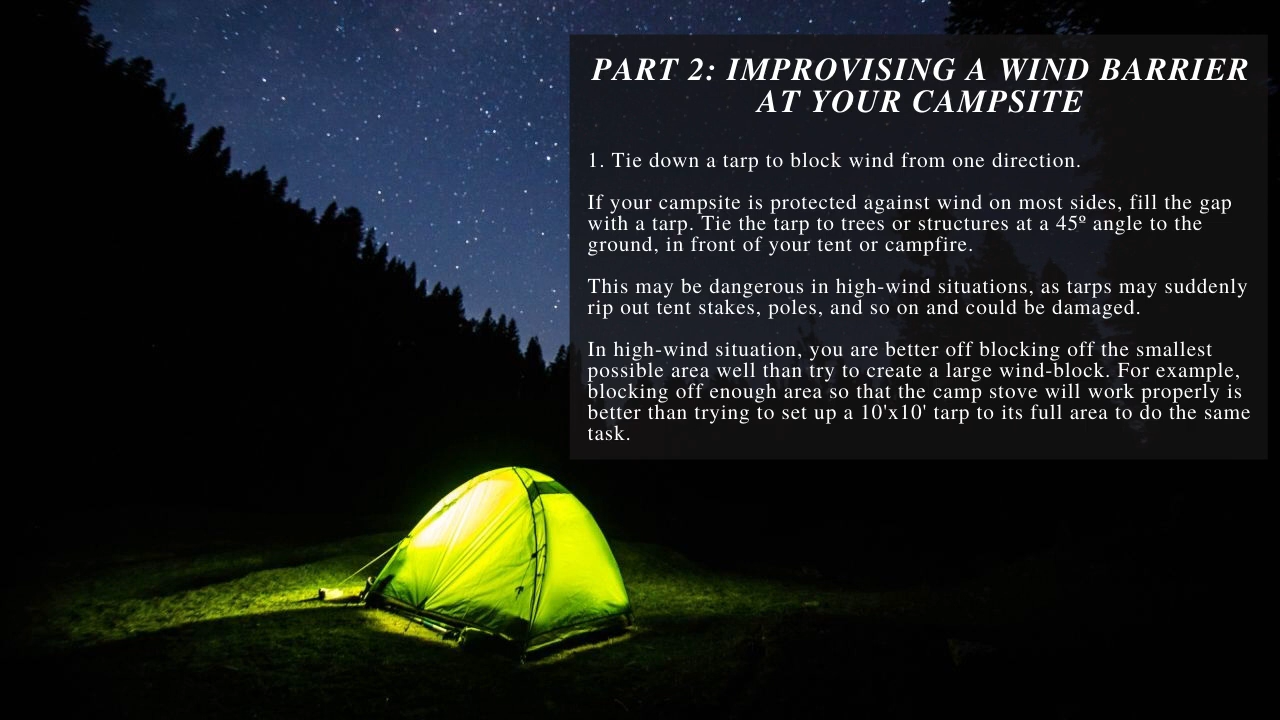 PART 2: IMPROVISING A WIND BARRIER
AT YOUR CAMPSITE
1. Tie down a tarp to block wind from one direction.
If your campsite is protected against wind on most sides, fill the gap
with a tarp. Tie the tarp to trees or structures at a 45º angle to the
ground, in front of your tent or campfire.
This may be dangerous in high-wind situations, as tarps may suddenly
rip out tent stakes, poles, and so on and could be damaged.
In high-wind situation, you are better off blocking off the smallest
possible area well than try to create a large wind-block. For example,
blocking off enough area so that the camp stove will work properly is
better than trying to set up a 10'x10' tarp to its full area to do the same
task.